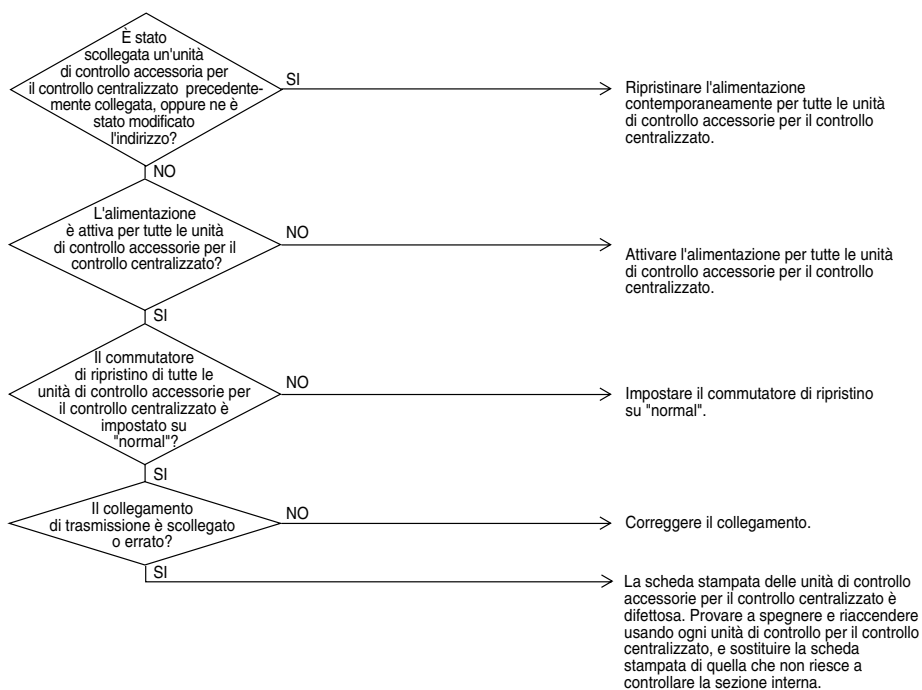 È stato
scollegata un'unità
di controllo accessoria per
il controllo centralizzato precedente-
mente collegata, oppure ne è
stato modificato
l'indirizzo?
SI
Ripristinare l'alimentazione
contemporaneamente per tutte le unità
di controllo accessorie per il controllo
centralizzato.
NO
L'alimentazione
è attiva per tutte le unità
di controllo accessorie per il
controllo centralizzato?
NO
Attivare l'alimentazione per tutte le unità
di controllo accessorie per il controllo
centralizzato.
SI
Il commutatore
di ripristino di tutte le
unità di controllo accessorie per
il controllo centralizzato è
impostato su
"normal"?
NO
Impostare il commutatore di ripristino
su "normal".
SI
Il collegamento
di trasmissione è scollegato
o errato?
NO
Correggere il collegamento.
SI
La scheda stampata delle unità di controllo
accessorie per il controllo centralizzato è
difettosa. Provare a spegnere e riaccendere
usando ogni unità di controllo per il controllo
centralizzato, e sostituire la scheda
stampata di quella che non riesce a
controllare la sezione interna.